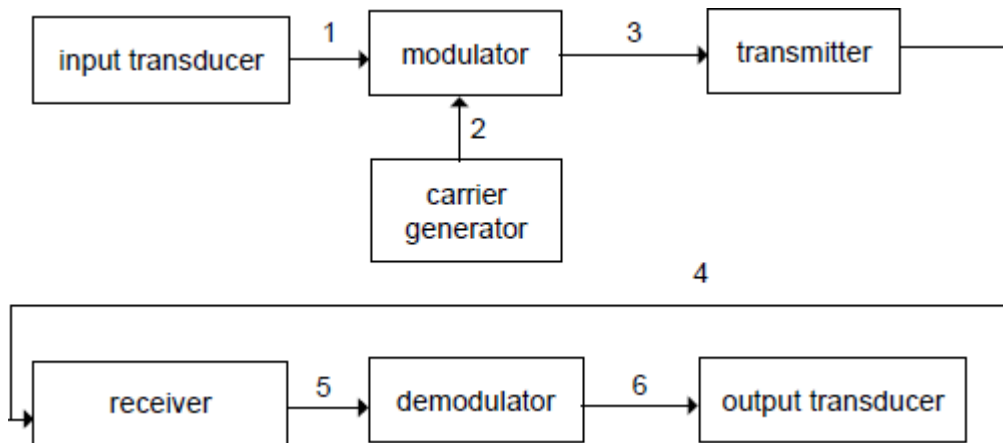 input transducer
1
modulator
3
transmitter
2
carrier
generator
4
receiver
5
demodulator
6
output transducer